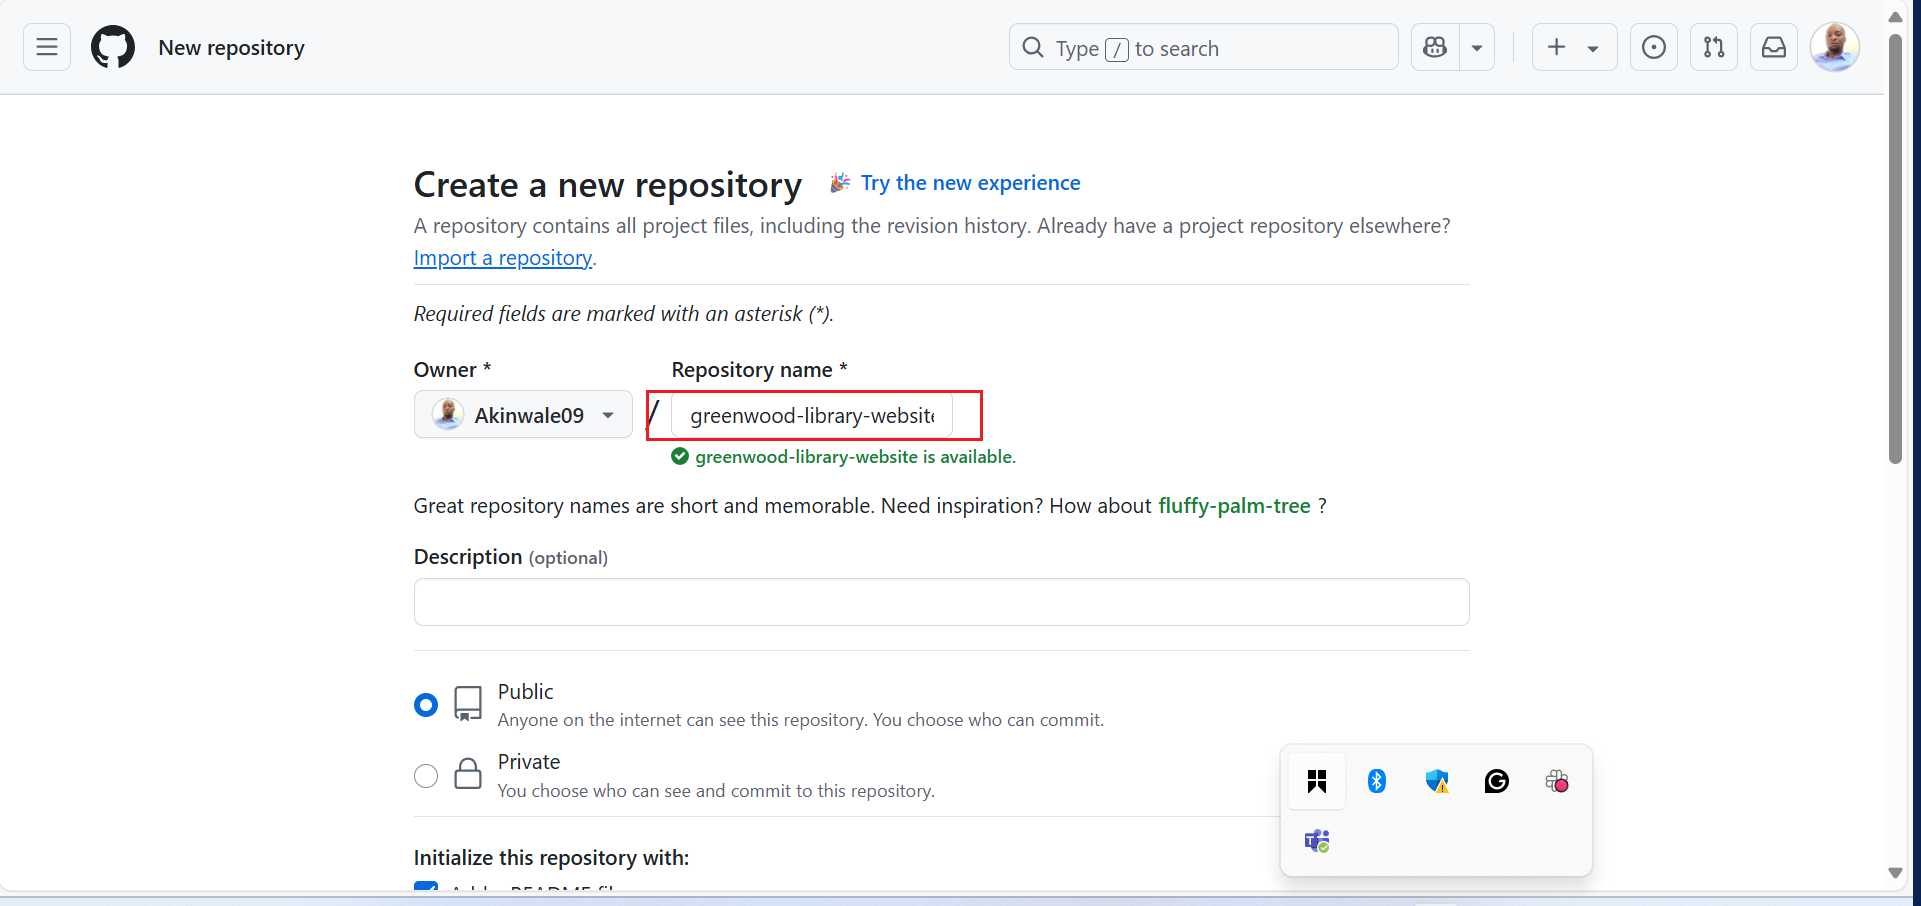 New repository
Type / to search
Create a new repository
Try the new experience
A repository contains all project files, including the revision history. Already have a project repository elsewhere?
Import a repository.
Required fields are marked with an asterisk (*).
Owner *
Repository name *
Akinwale09
/
greenwood-library-website
greenwood-library-website is available.
Great repository names are short and memorable. Need inspiration? How about fluffy-palm-tree ?
Description (optional)
Public
Anyone on the internet can see this repository. You choose who can commit.
Private
You choose who can see and commit to this repository.
Initialize this repository with: